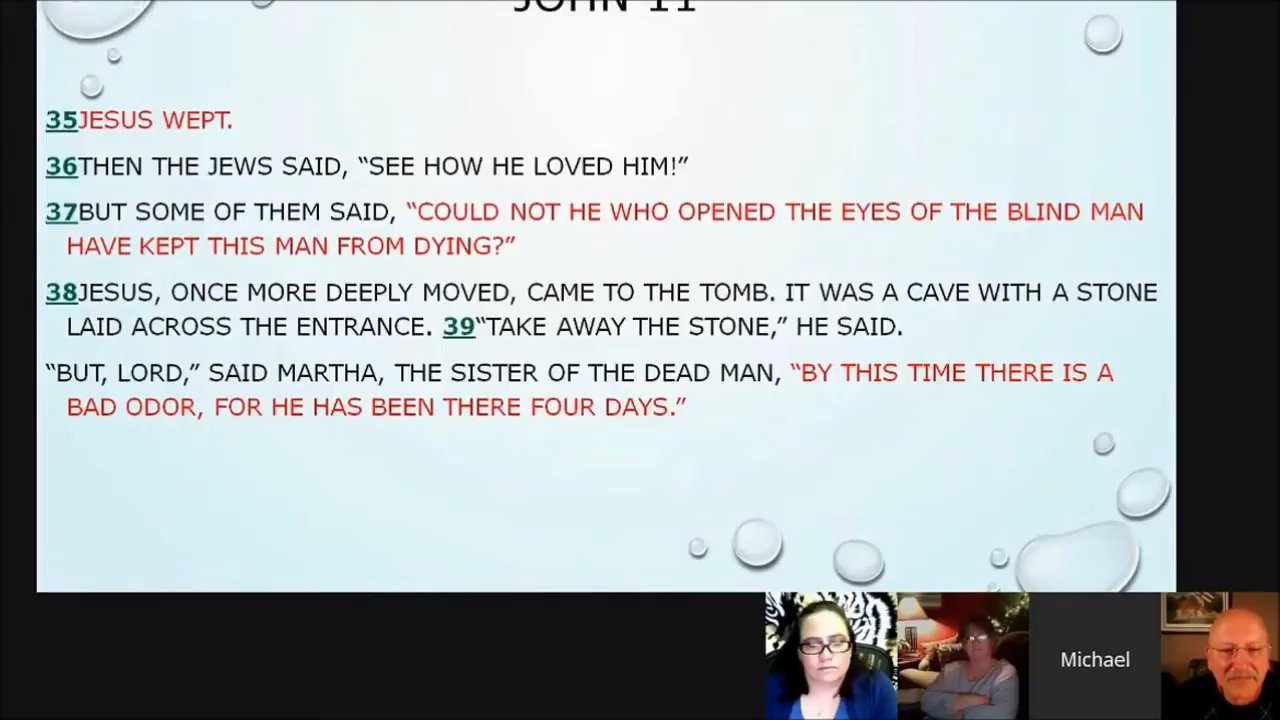 JOHN 11
35JESUS WEPT.
36THEN THE JEWS SAID, “SEE HOW HE LOVED HIM!”
37BUT SOME OF THEM SAID, “COULD NOT HE WHO OPENED THE EYES OF THE BLIND MAN
HAVE KEPT THIS MAN FROM DYING?”
38JESUS, ONCE MORE DEEPLY MOVED, CAME TO THE TOMB. IT WAS A CAVE WITH A STONE
LAID ACROSS THE ENTRANCE. 39“TAKE AWAY THE STONE,” HE SAID.
“BUT, LORD,” SAID MARTHA, THE SISTER OF THE DEAD MAN, “BY THIS TIME THERE IS A
BAD ODOR, FOR HE HAS BEEN THERE FOUR DAYS.”
Michael